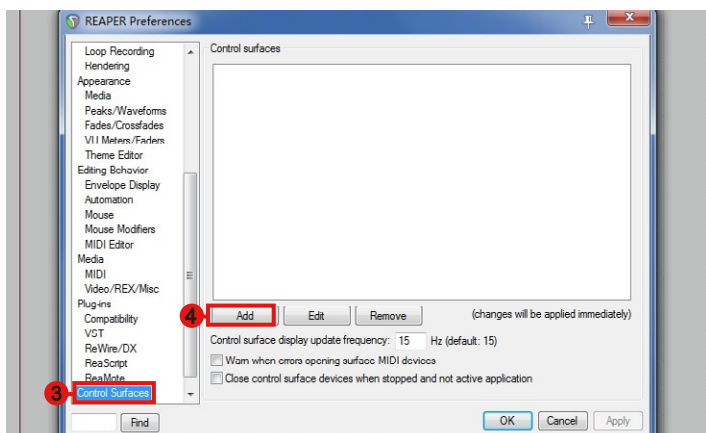 REAPER Preferences
Loop Recording
Rendering
Appearance
Media
Peaks/Waveforms
Fades/Crossfades
VU Meters/Faders
Theme Editor
Editing Behavior
Envelope Display
Automation
Mouse
Mouse Modifiers
MIDI Editor
Media
MIDI
Video/REX/Misc
Plug-ins
Compatibility
VST
ReWire/DX
ReaScript
ReaMote
3 Control Surfaces
Find
Control surfaces
4 Add Edit Remove (changes will be applied immediately)
Control surface display update frequency: 15 Hz (default: 15)
Warn when errors opening surface MIDI devices
Close control surface devices when stopped and not active application
OK Cancel Apply